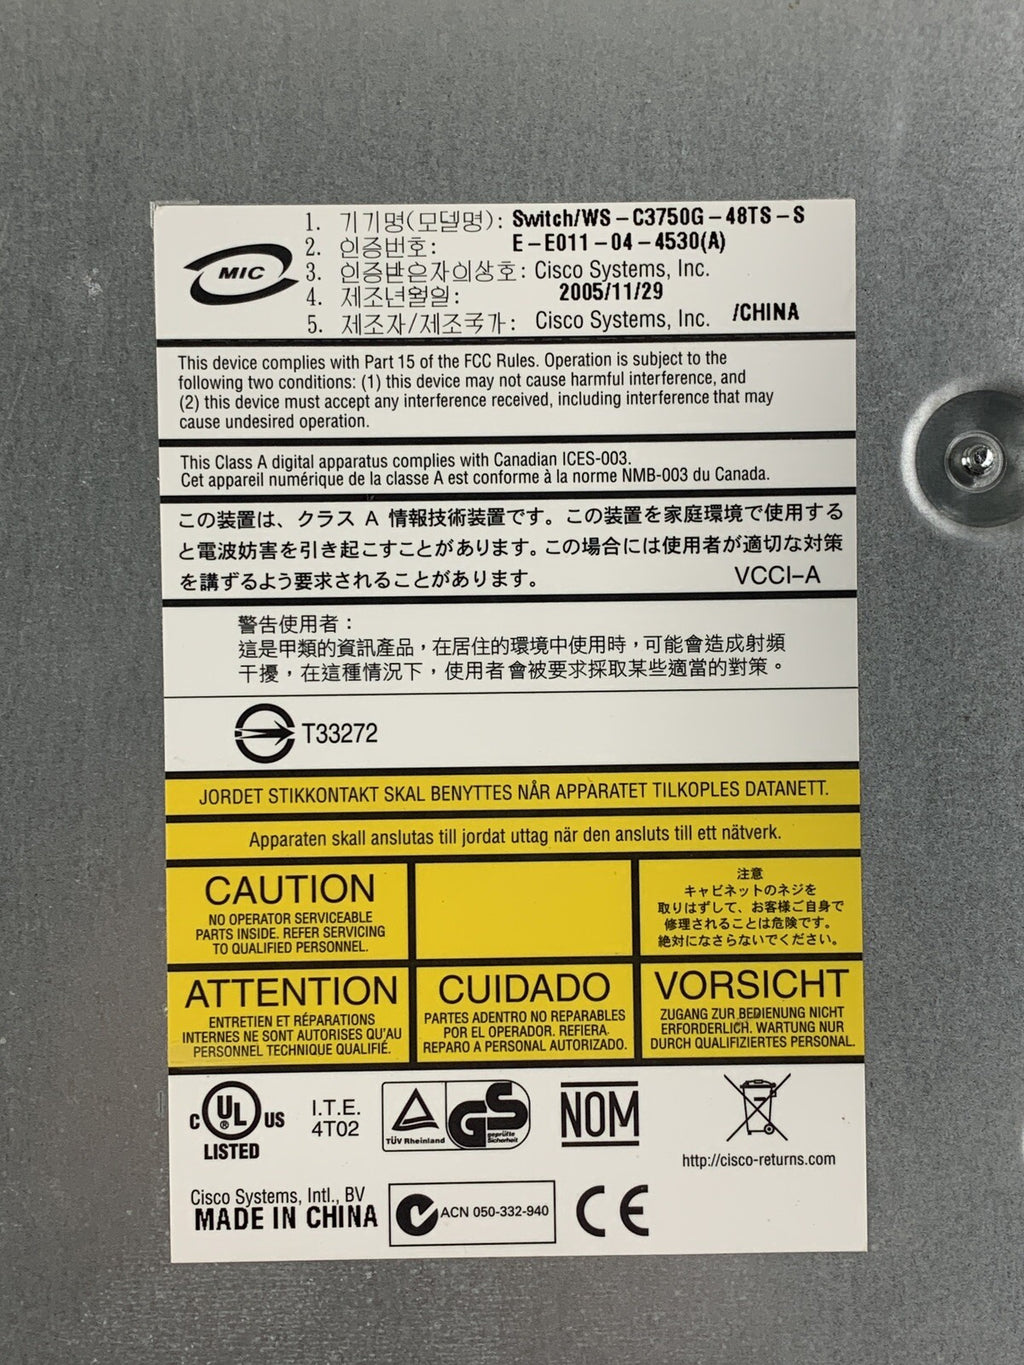 MIC
1. 기기명(모델명): Switch/WS-C3750G-48TS-S
2. 인증번호: E-E011-04-4530(A)
3. 인증받은자의상호: Cisco Systems, Inc.
4. 제조년월일: 2005/11/29
5. 제조자/제조국가: Cisco Systems, Inc. /CHINA
This device complies with Part 15 of the FCC Rules. Operation is subject to the
following two conditions: (1) this device may not cause harmful interference, and
(2) this device must accept any interference received, including interference that may
cause undesired operation.
This Class A digital apparatus complies with Canadian ICES-003.
Cet appareil numérique de la classe A est conforme à la norme NMB-003 du Canada.
この装置は、クラス A 情報技術装置です。この装置を家庭環境で使用する
と電波妨害を引き起こすことがあります。この場合には使用者が適切な対策
を講ずるよう要求されることがあります。 VCCI-A
警告使用者：
這是甲類的資訊產品，在居住的環境中使用時，可能會造成射頻
干擾，在這種情況下，使用者會被要求採取某些適當的對策。
T33272
JORDET STIKKONTAKT SKAL BENYTTES NÅR APPARATET TILKOPLES DATANETT.
Apparaten skall anslutas till jordat uttag när den ansluts till ett nätverk.
CAUTION
NO OPERATOR SERVICEABLE
PARTS INSIDE. REFER SERVICING
TO QUALIFIED PERSONNEL.
注意
キャビネットのネジを
取りはずして、お客様ご自身で
修理されることは危険です。
絶対になさらないでください。
ATTENTION
ENTRETIEN ET RÉPARATIONS
INTERNES NE SONT AUTORISES QU'AU
PERSONNEL TECHNIQUE QUALIFIÉ.
CUIDADO
PARTES ADENTRO NO REPARABLES
POR EL OPERADOR. REFIERA
REPARO A PERSONAL AUTORIZADO.
VORSICHT
ZUGANG ZUR BEDIENUNG NICHT
ERFORDERLICH. WARTUNG NUR
DURCH QUALIFIZIERTES PERSONAL.
C UL ® US
LISTED
I.T.E.
4T02
TÜV Rheinland
GS
geprüfte
Sicherheit
NOM
http://cisco-returns.com
Cisco Systems, Intl., BV
MADE IN CHINA
ACN 050-332-940
CE